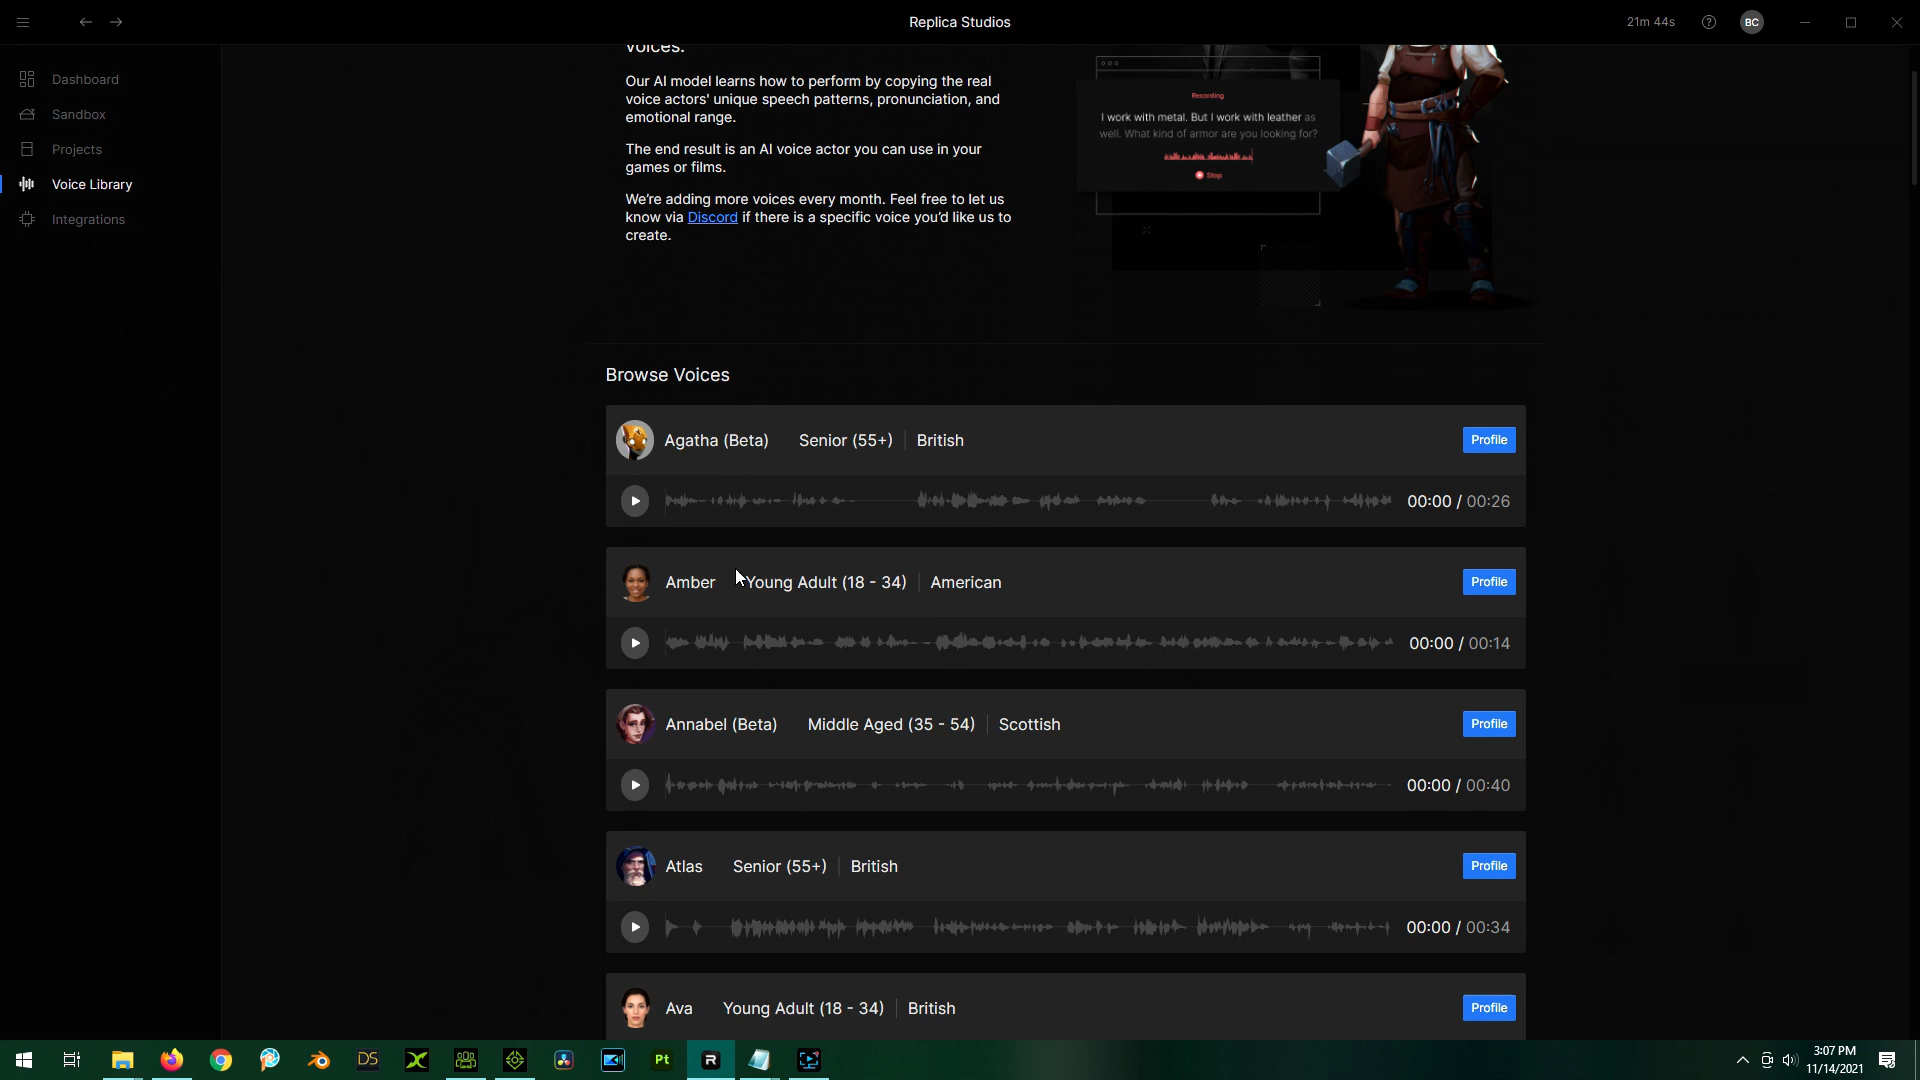 Replica Studios
21m 44s
BC
Dashboard
Sandbox
Projects
Voice Library
Integrations
voices.
Our AI model learns how to perform by copying the real
voice actors' unique speech patterns, pronunciation, and
emotional range.
The end result is an AI voice actor you can use in your
games or films.
We're adding more voices every month. Feel free to let us
know via Discord if there is a specific voice you'd like us to
create.
Recording
I work with metal. But I work with leather as
well. What kind of armor are you looking for?
Stop
Browse Voices
Agatha (Beta) Senior (55+) British Profile
00:00 / 00:26
Amber Young Adult (18 - 34) American Profile
00:00 / 00:14
Annabel (Beta) Middle Aged (35 - 54) Scottish Profile
00:00 / 00:40
Atlas Senior (55+) British Profile
00:00 / 00:34
Ava Young Adult (18 - 34) British Profile
DS
Pt
R
3:07 PM
11/14/2021